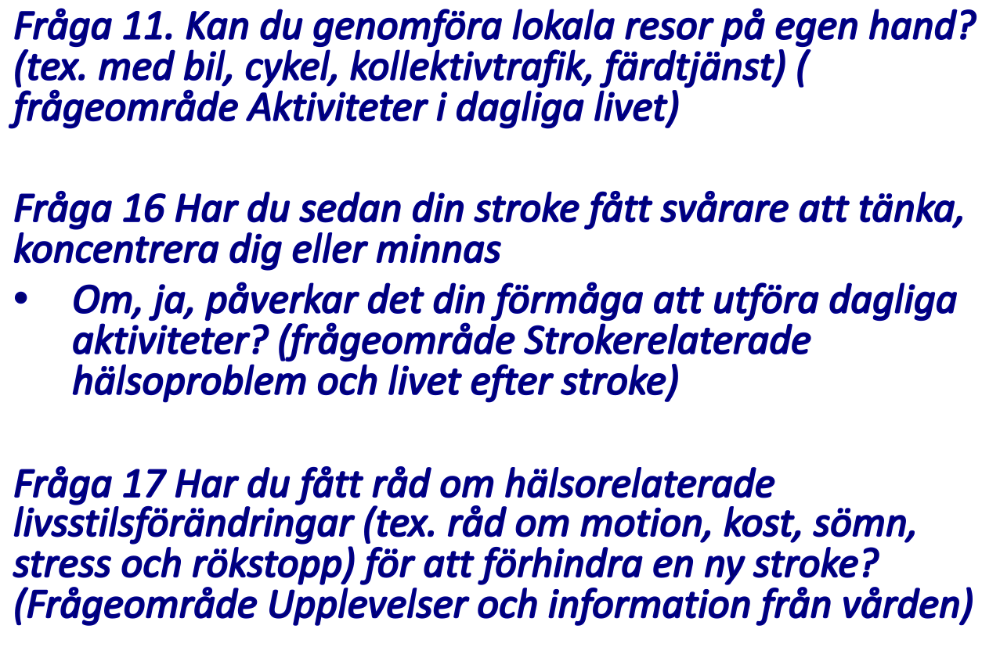 Fråga 11. Kan du genomföra lokala resor på egen hand?
(tex. med bil, cykel, kollektivtrafik, färdtjänst) (
frågeområde Aktiviteter i dagliga livet)
Fråga 16 Har du sedan din stroke fått svårare att tänka,
koncentrera dig eller minnas
• Om, ja, påverkar det din förmåga att utföra dagliga
aktiviteter? (frågeområde Strokerelaterade
hälsoproblem och livet efter stroke)
Fråga 17 Har du fått råd om hälsorelaterade
livsstilsförändringar (tex. råd om motion, kost, sömn,
stress och rökstopp) för att förhindra en ny stroke?
(Frågeområde Upplevelser och information från vården)